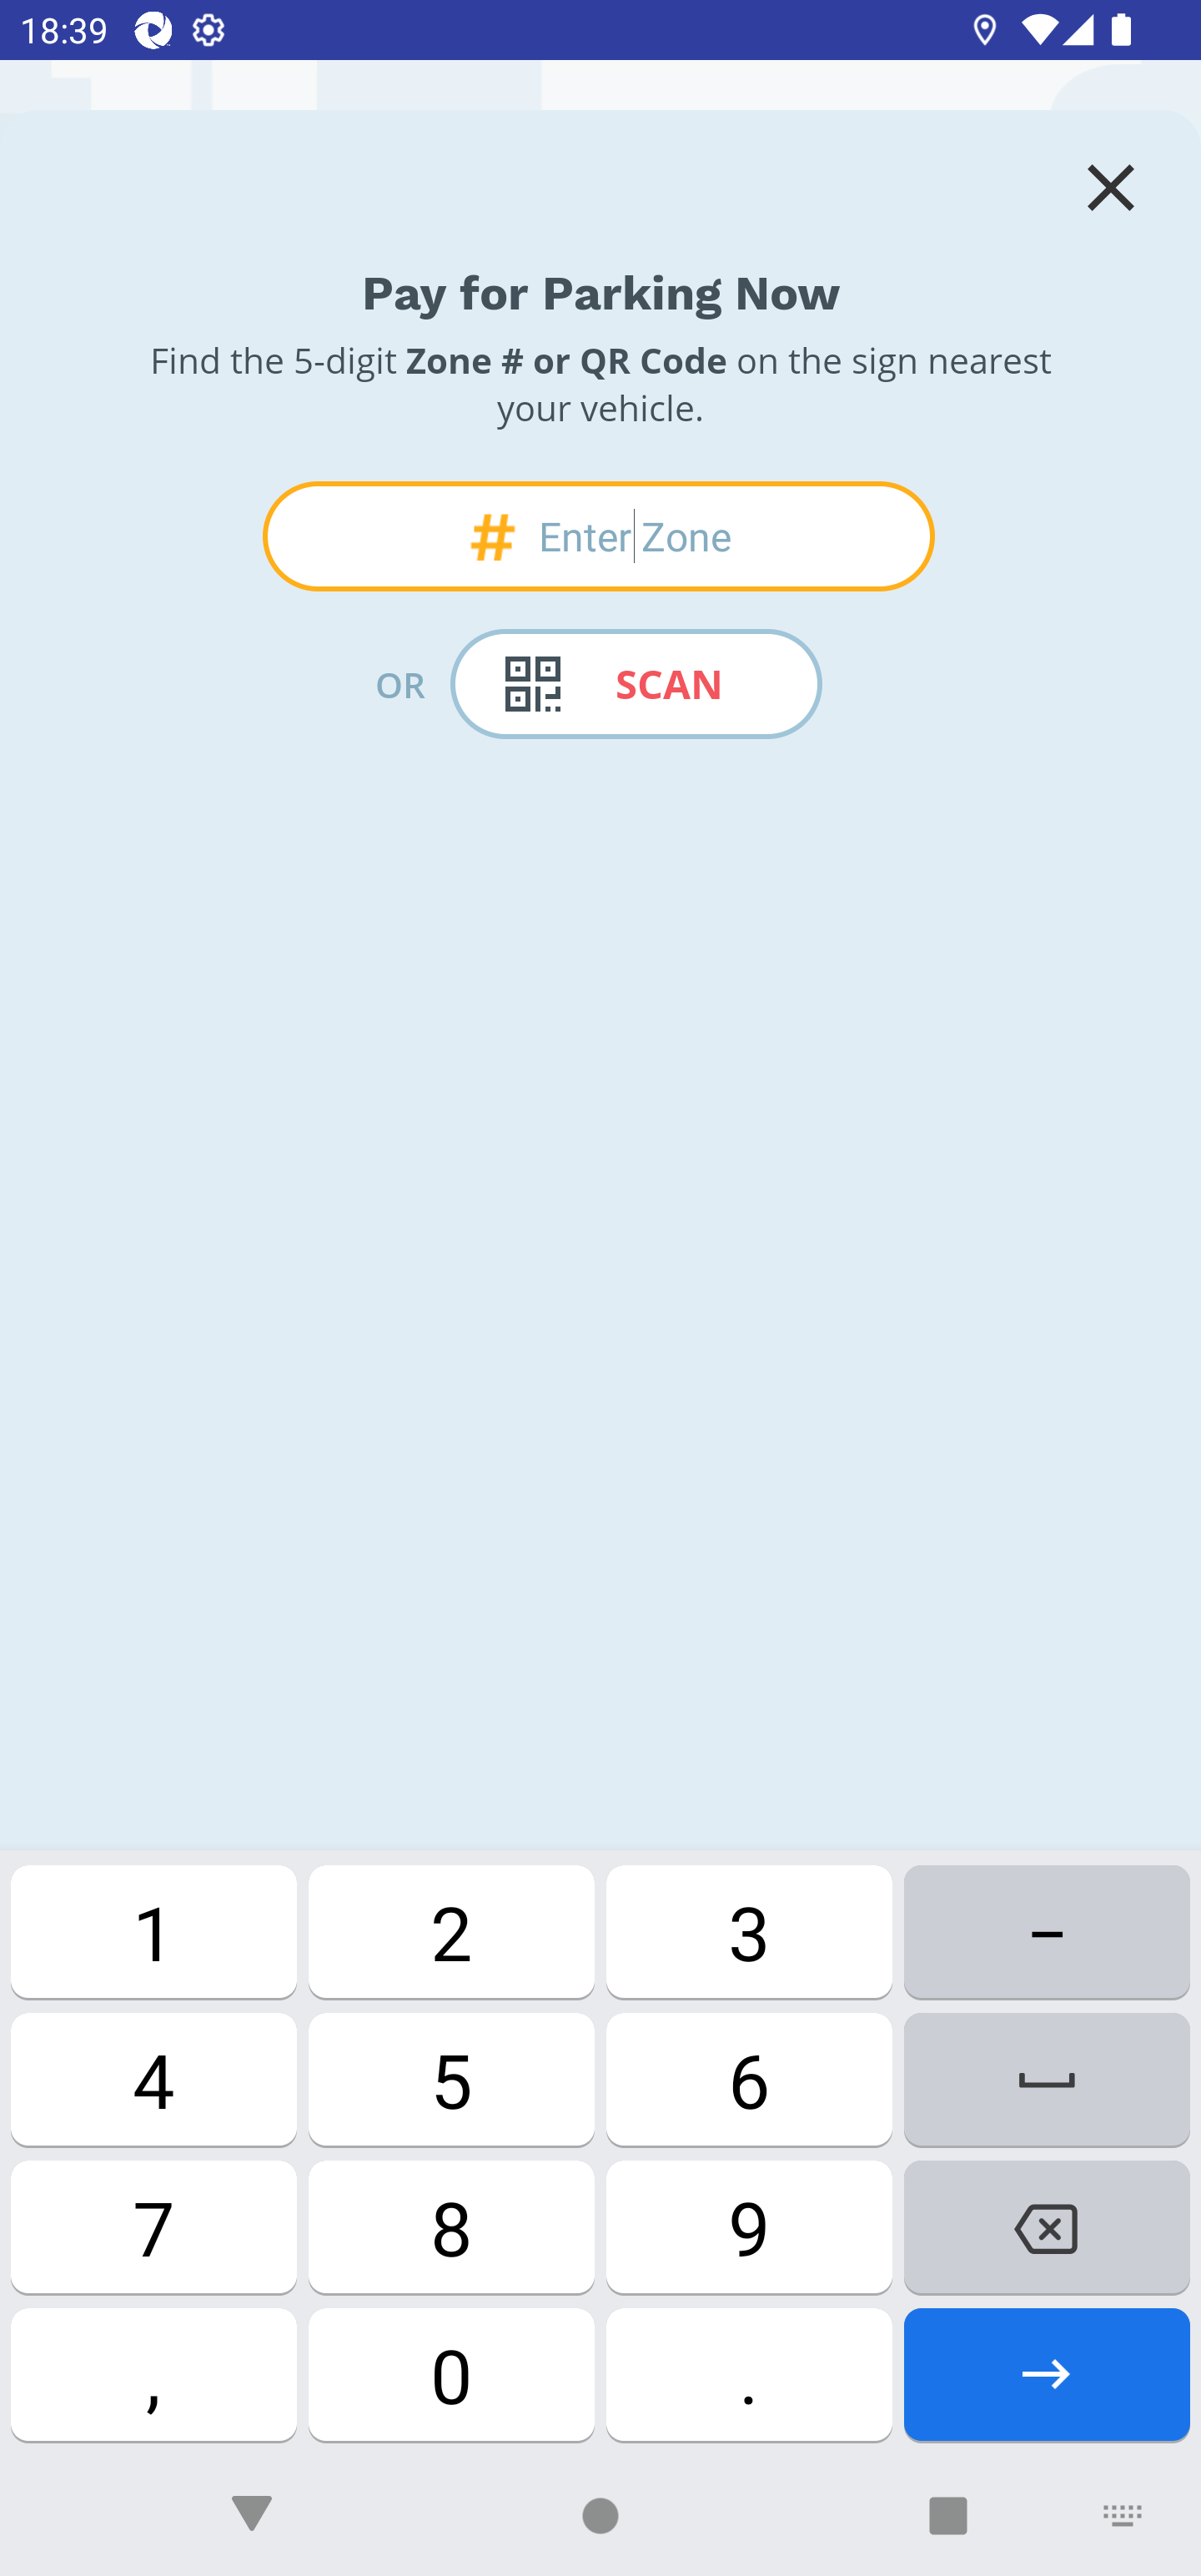 18:39
Pay for Parking Now
Find the 5-digit Zone # or QR Code on the sign nearest
your vehicle.
# Enter Zone
OR SCAN
1 2 3 –
4 5 6
7 8 9
, 0 .